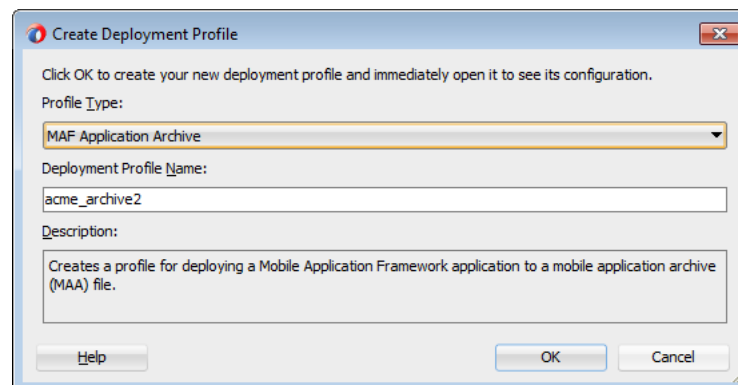 Create Deployment Profile
Click OK to create your new deployment profile and immediately open it to see its configuration.
Profile Type:
MAF Application Archive
Deployment Profile Name:
acme_archive2
Description:
Creates a profile for deploying a Mobile Application Framework application to a mobile application archive
(MAA) file.
Help OK Cancel